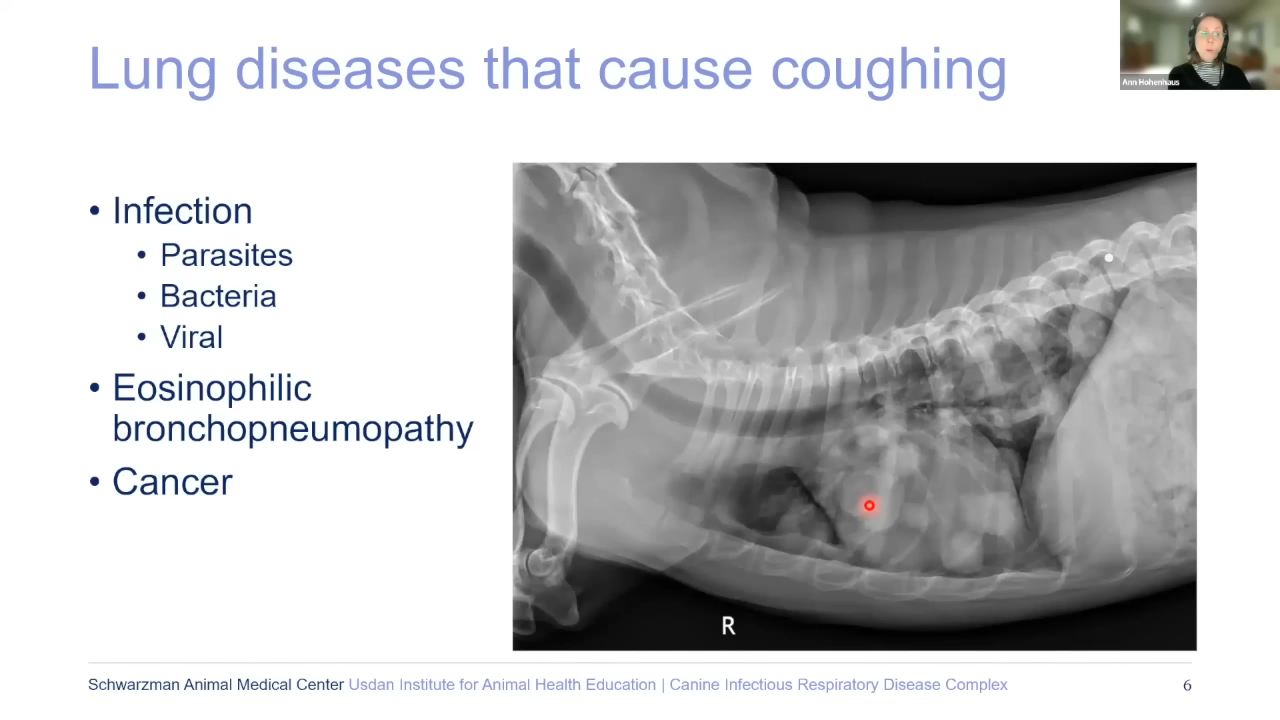 Lung diseases that cause coughing
Ann Hohenhaus
• Infection
• Parasites
• Bacteria
• Viral
• Eosinophilic
bronchopneumopathy
• Cancer
R
Schwarzman Animal Medical Center Usdan Institute for Animal Health Education | Canine Infectious Respiratory Disease Complex
6